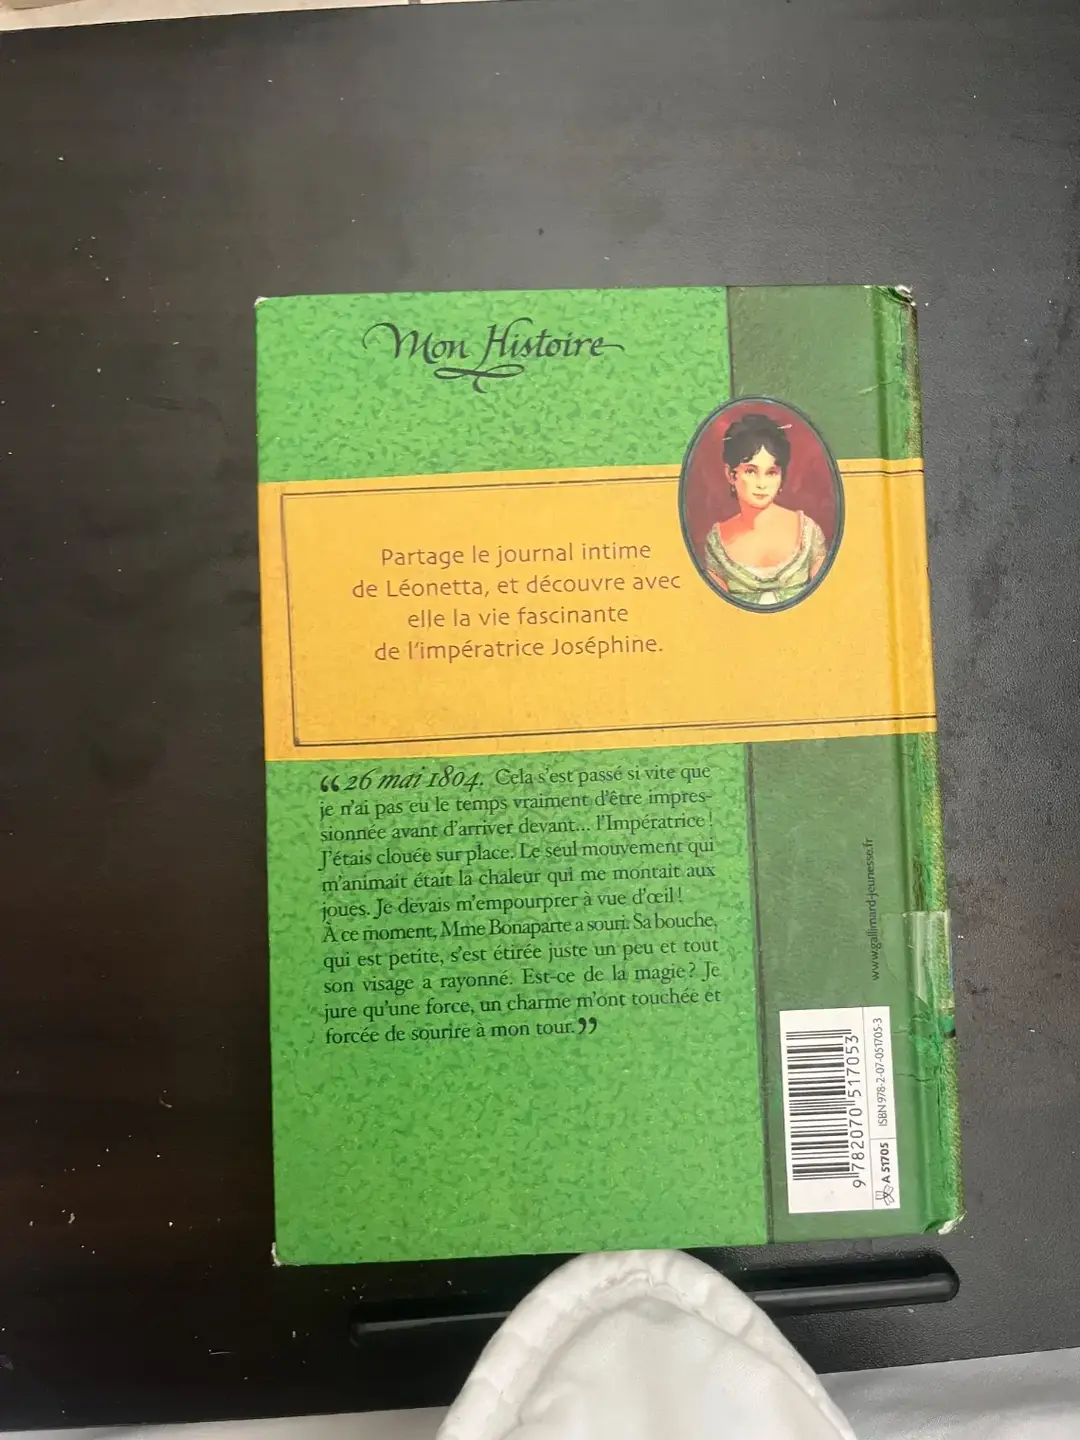 Mon Histoire
Partage le journal intime
de Léonetta, et découvre avec
elle la vie fascinante
de l'impératrice Joséphine.
“ 26 mai 1804. Cela s'est passé si vite que
je n'ai pas eu le temps vraiment d'être impres-
sionnée avant d'arriver devant... l'Impératrice !
J'étais clouée sur place. Le seul mouvement qui
m'animait était la chaleur qui me montait aux
joues. Je devais m'empourprer à vue d'œil !
À ce moment, Mme Bonaparte a souri. Sa bouche,
qui est petite, s'est étirée juste un peu et tout
son visage a rayonné. Est-ce de la magie ? Je
jure qu'une force, un charme m'ont touchée et
forcée de sourire à mon tour. ”
www.gallimard-jeunesse.fr
9 782070 517053
A 51705 ISBN 978-2-07-051705-3